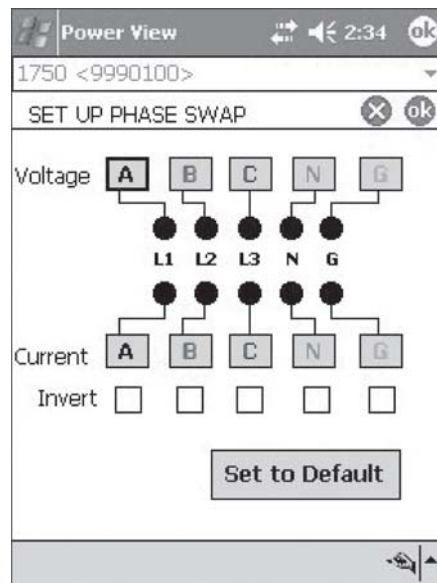 Power View 2:34 ok
1750 <9990100>
SET UP PHASE SWAP ok
Voltage A B C N G
L1 L2 L3 N G
Current A B C N G
Invert
Set to Default